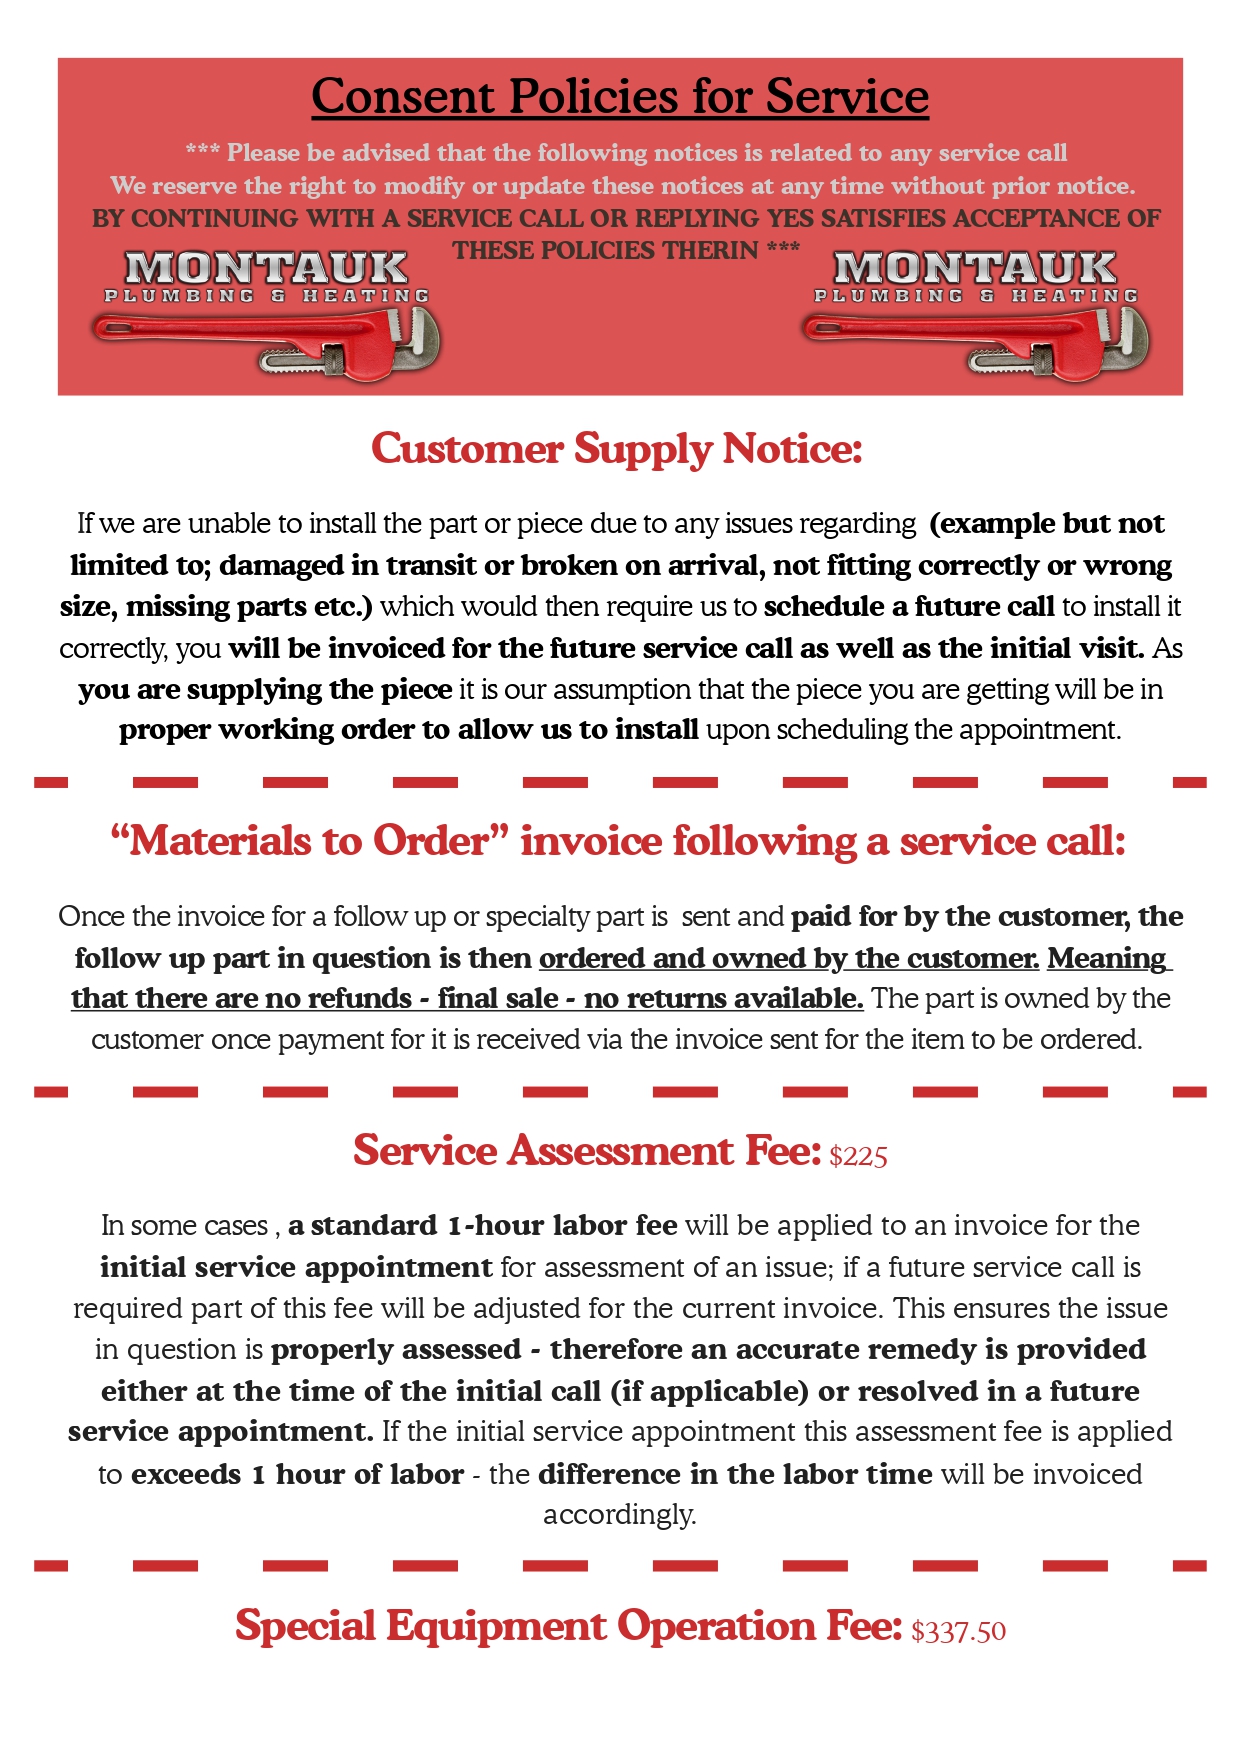 Consent Policies for Service
*** Please be advised that the following notices is related to any service call
We reserve the right to modify or update these notices at any time without prior notice.
BY CONTINUING WITH A SERVICE CALL OR REPLYING YES SATISFIES ACCEPTANCE OF
THESE POLICIES THERIN ***
MONTAUK
PLUMBING & HEATING
MONTAUK
PLUMBING & HEATING
Customer Supply Notice:
If we are unable to install the part or piece due to any issues regarding (example but not
limited to; damaged in transit or broken on arrival, not fitting correctly or wrong
size, missing parts etc.) which would then require us to schedule a future call to install it
correctly, you will be invoiced for the future service call as well as the initial visit. As
you are supplying the piece it is our assumption that the piece you are getting will be in
proper working order to allow us to install upon scheduling the appointment.
“Materials to Order” invoice following a service call:
Once the invoice for a follow up or specialty part is sent and paid for by the customer, the
follow up part in question is then ordered and owned by the customer. Meaning
that there are no refunds - final sale - no returns available. The part is owned by the
customer once payment for it is received via the invoice sent for the item to be ordered.
Service Assessment Fee: $225
In some cases , a standard 1-hour labor fee will be applied to an invoice for the
initial service appointment for assessment of an issue; if a future service call is
required part of this fee will be adjusted for the current invoice. This ensures the issue
in question is properly assessed - therefore an accurate remedy is provided
either at the time of the initial call (if applicable) or resolved in a future
service appointment. If the initial service appointment this assessment fee is applied
to exceeds 1 hour of labor - the difference in the labor time will be invoiced
accordingly.
Special Equipment Operation Fee: $337.50